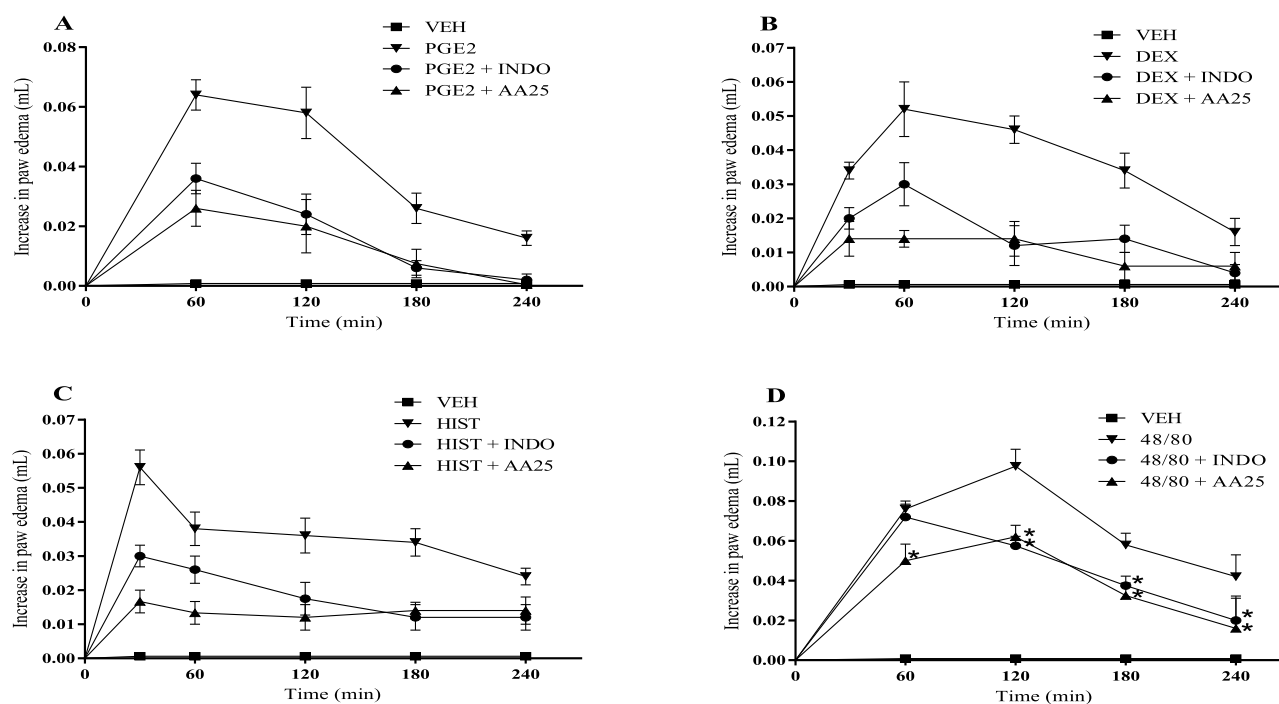 A
VEH
PGE2
PGE2 + INDO
PGE2 + AA25
Increase in paw edema (mL)
0.08
0.06
0.04
0.02
0.00
0 60 120 180 240
Time (min)
B
VEH
DEX
DEX + INDO
DEX + AA25
Increase in paw edema (mL)
0.07
0.06
0.05
0.04
0.03
0.02
0.01
0.00
0 60 120 180 240
Time (min)
C
VEH
HIST
HIST + INDO
HIST + AA25
Increase in paw edema (mL)
0.07
0.06
0.05
0.04
0.03
0.02
0.01
0.00
0 30 60 120 180 240
Time (min)
D
VEH
48/80
48/80 + INDO
48/80 + AA25
Increase in paw edema (mL)
0.12
0.10
0.08
0.06
0.04
0.02
0.00
* * * * * * *
0 60 120 180 240
Time (min)